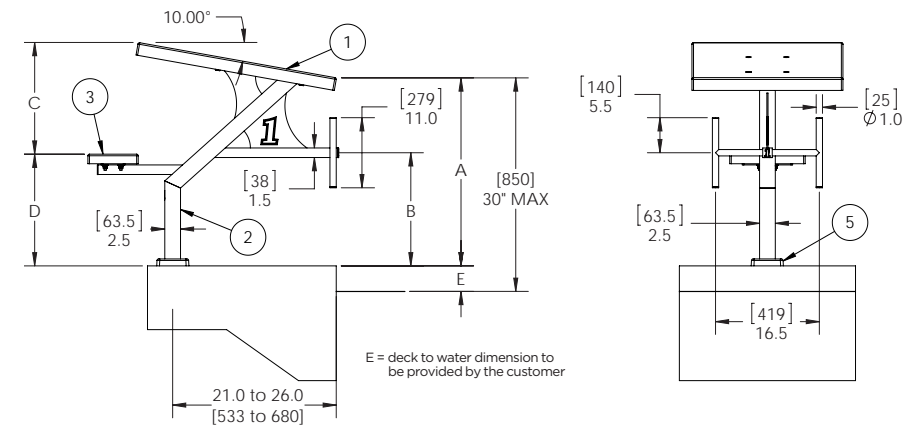 10.00°
1
C
3
[279]
11.0
[140]
5.5
[25]
Ø1.0
1
A
[850]
30" MAX
[38]
1.5
B
D
[63.5]
2.5
2
[63.5]
2.5
5
E
[419]
16.5
E = deck to water dimension to
be provided by the customer
21.0 to 26.0
[533 to 680]